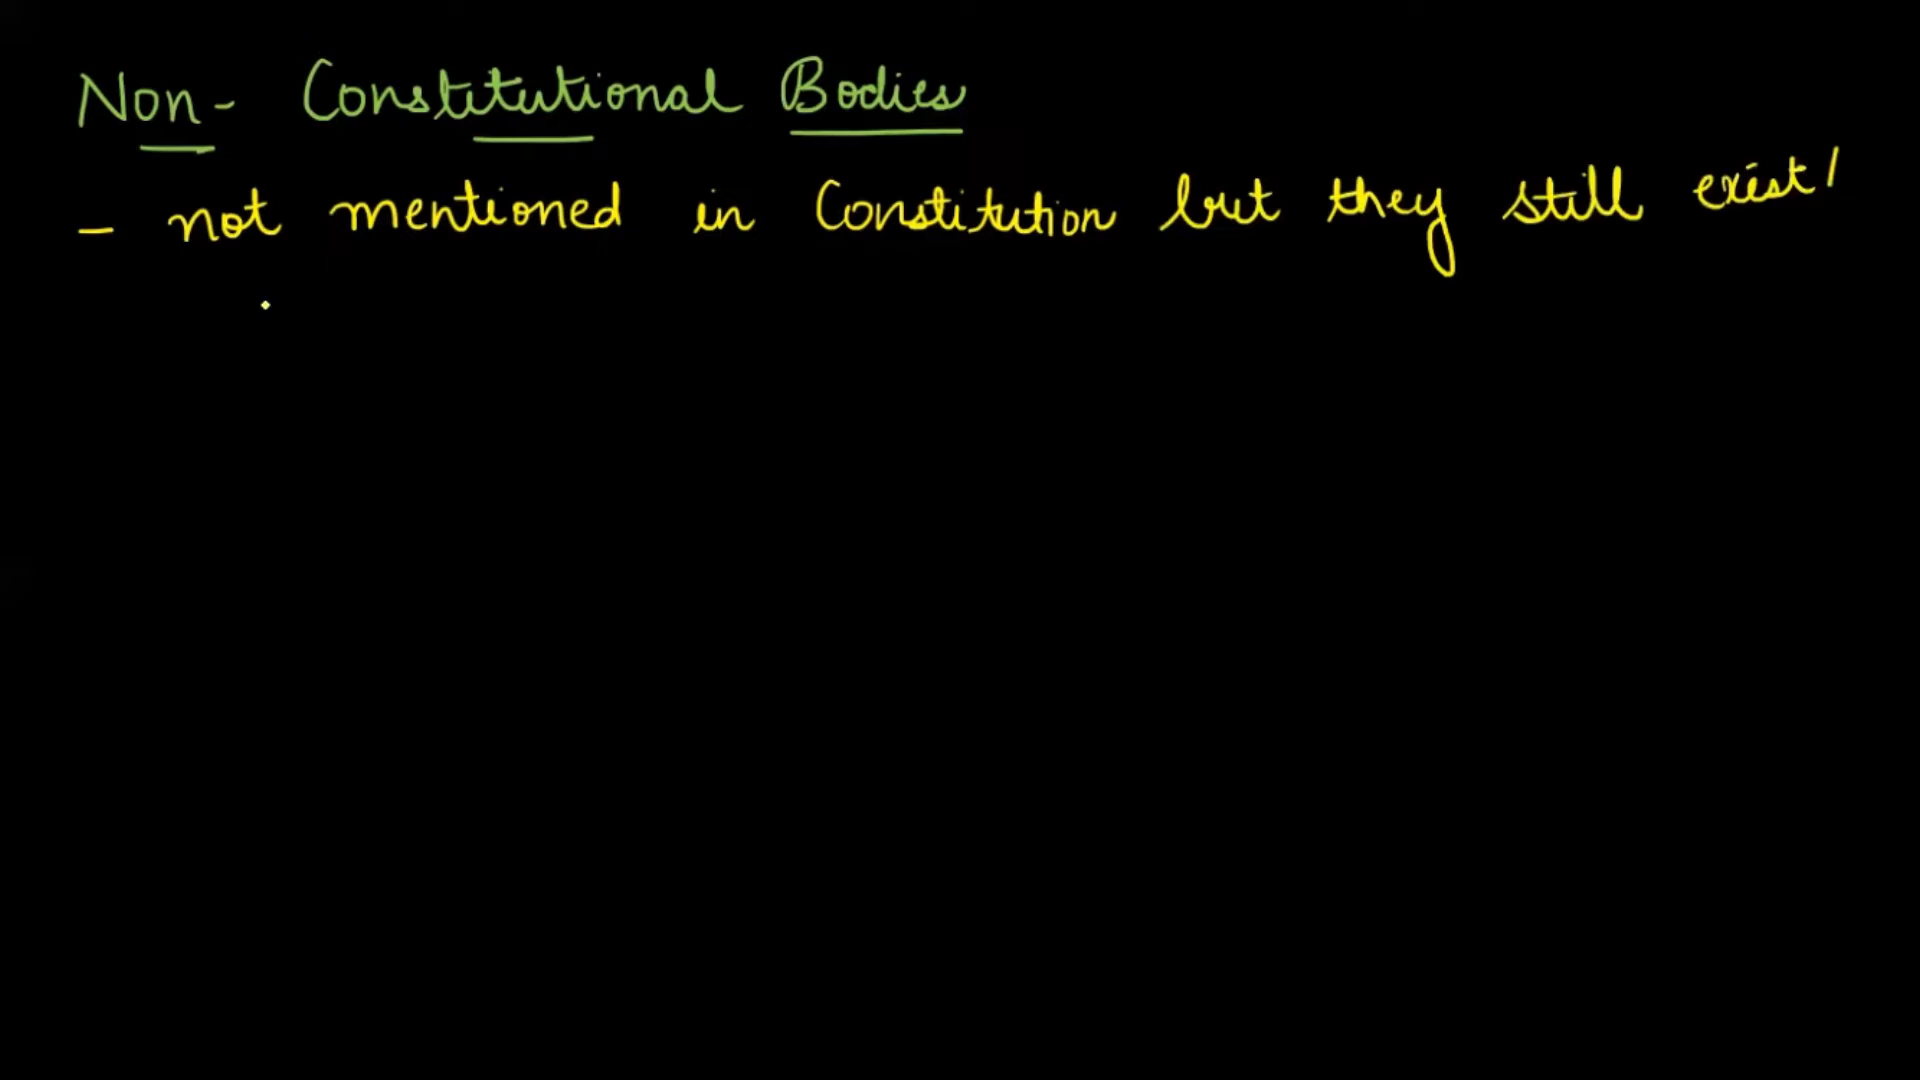 Non- Constitutional Bodies
- not mentioned in Constitution but they still exist/